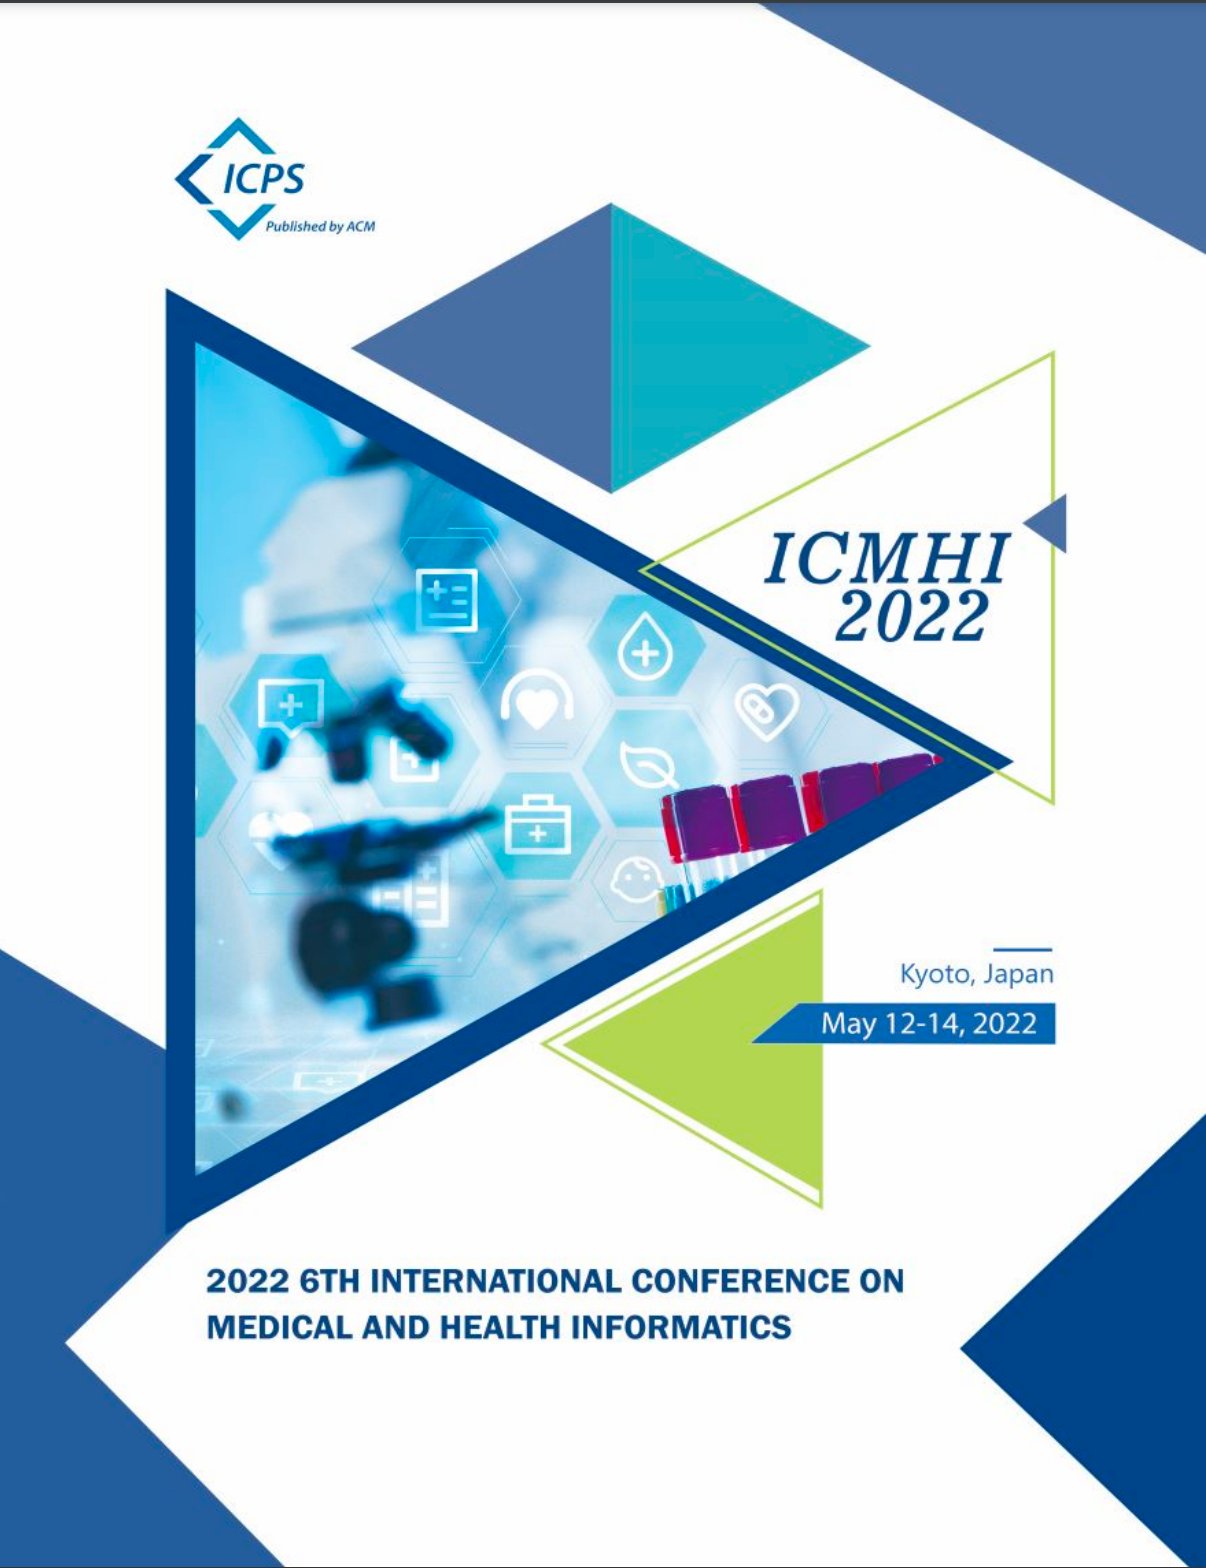 ICPS
Published by ACM
ICMHI
2022
Kyoto, Japan
May 12-14, 2022
2022 6TH INTERNATIONAL CONFERENCE ON
MEDICAL AND HEALTH INFORMATICS